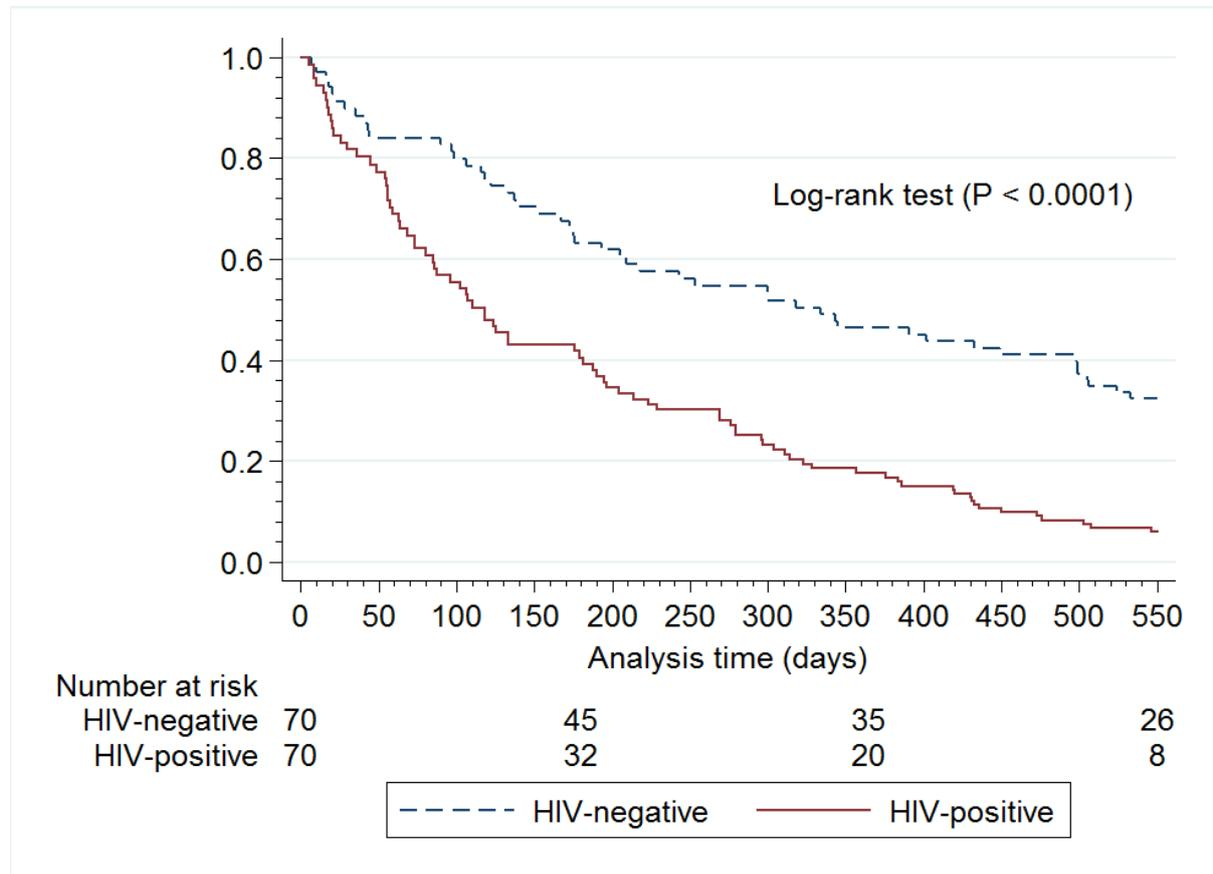 1.0
0.8
Log-rank test (P < 0.0001)
0.6
0.4
0.2
0.0
0 50 100 150 200 250 300 350 400 450 500 550
Analysis time (days)
Number at risk
HIV-negative 70 45 35 26
HIV-positive 70 32 20 8
HIV-negative HIV-positive